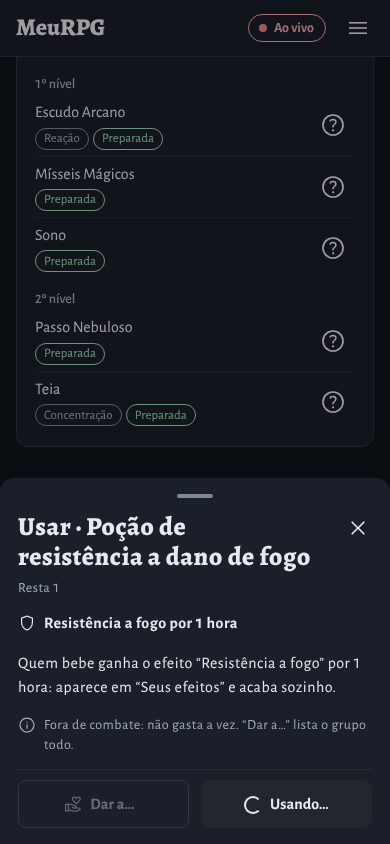 MeuRPG
Ao vivo
1º nível
Escudo Arcano
Reação
Preparada
Mísseis Mágicos
Preparada
Sono
Preparada
2º nível
Passo Nebuloso
Preparada
Teia
Concentração
Preparada
Usar · Poção de
resistência a dano de fogo
Resta 1
Resistência a fogo por 1 hora
Quem bebe ganha o efeito “Resistência a fogo” por 1
hora: aparece em “Seus efeitos” e acaba sozinho.
Fora de combate: não gasta a vez. “Dar a…” lista o grupo
todo.
Dar a…
Usando…